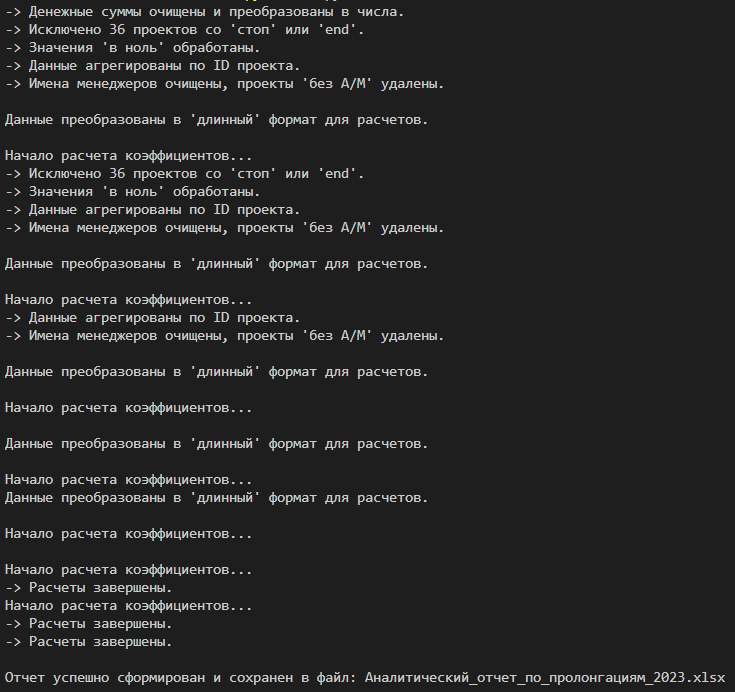 -> Денежные суммы очищены и преобразованы в числа.
-> Исключено 36 проектов со 'стоп' или 'end'.
-> Значения 'в ноль' обработаны.
-> Данные агрегированы по ID проекта.
-> Имена менеджеров очищены, проекты 'без А/М' удалены.
Данные преобразованы в 'длинный' формат для расчетов.
Начало расчета коэффициентов...
-> Исключено 36 проектов со 'стоп' или 'end'.
-> Значения 'в ноль' обработаны.
-> Данные агрегированы по ID проекта.
-> Имена менеджеров очищены, проекты 'без А/М' удалены.
Данные преобразованы в 'длинный' формат для расчетов.
Начало расчета коэффициентов...
-> Данные агрегированы по ID проекта.
-> Имена менеджеров очищены, проекты 'без А/М' удалены.
Данные преобразованы в 'длинный' формат для расчетов.
Начало расчета коэффициентов...
Данные преобразованы в 'длинный' формат для расчетов.
Начало расчета коэффициентов...
Данные преобразованы в 'длинный' формат для расчетов.
Начало расчета коэффициентов...
Начало расчета коэффициентов...
-> Расчеты завершены.
Начало расчета коэффициентов...
-> Расчеты завершены.
-> Расчеты завершены.
Отчет успешно сформирован и сохранен в файл: Аналитический_отчет_по_пролонгациям_2023.xlsx